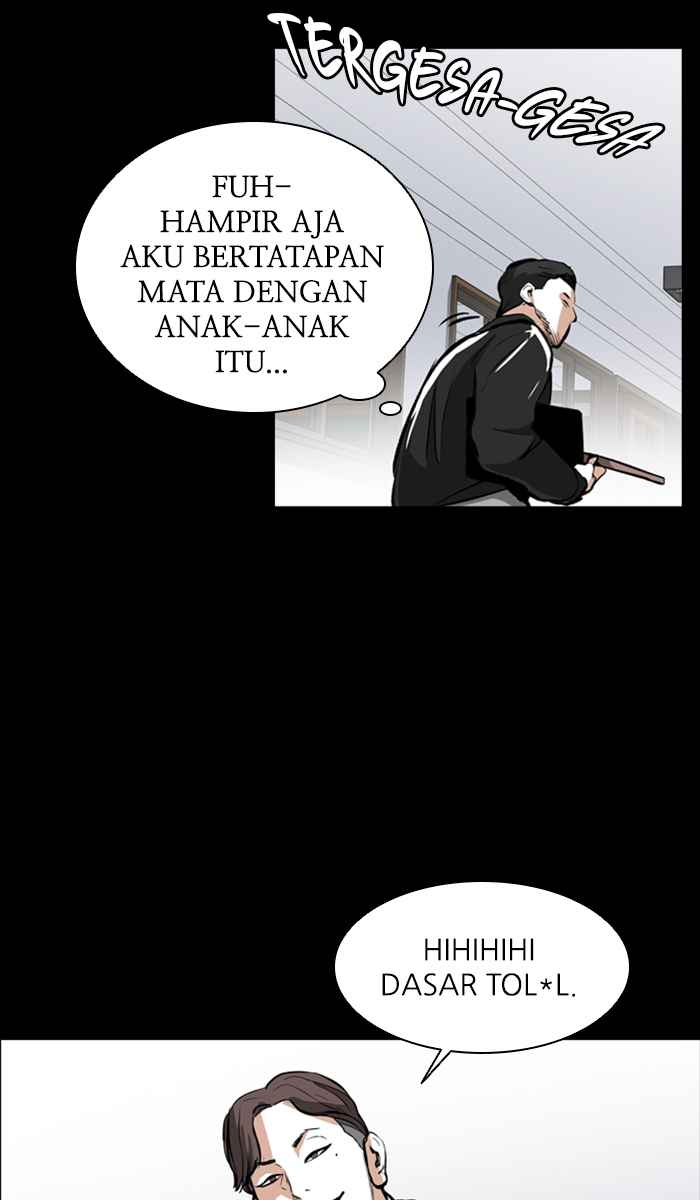 TERGESA-GESA
FUH-
HAMPIR AJA
AKU BERTATAPAN
MATA DENGAN
ANAK-ANAK
ITU...
HIHIHIHI
DASAR TOL*L.